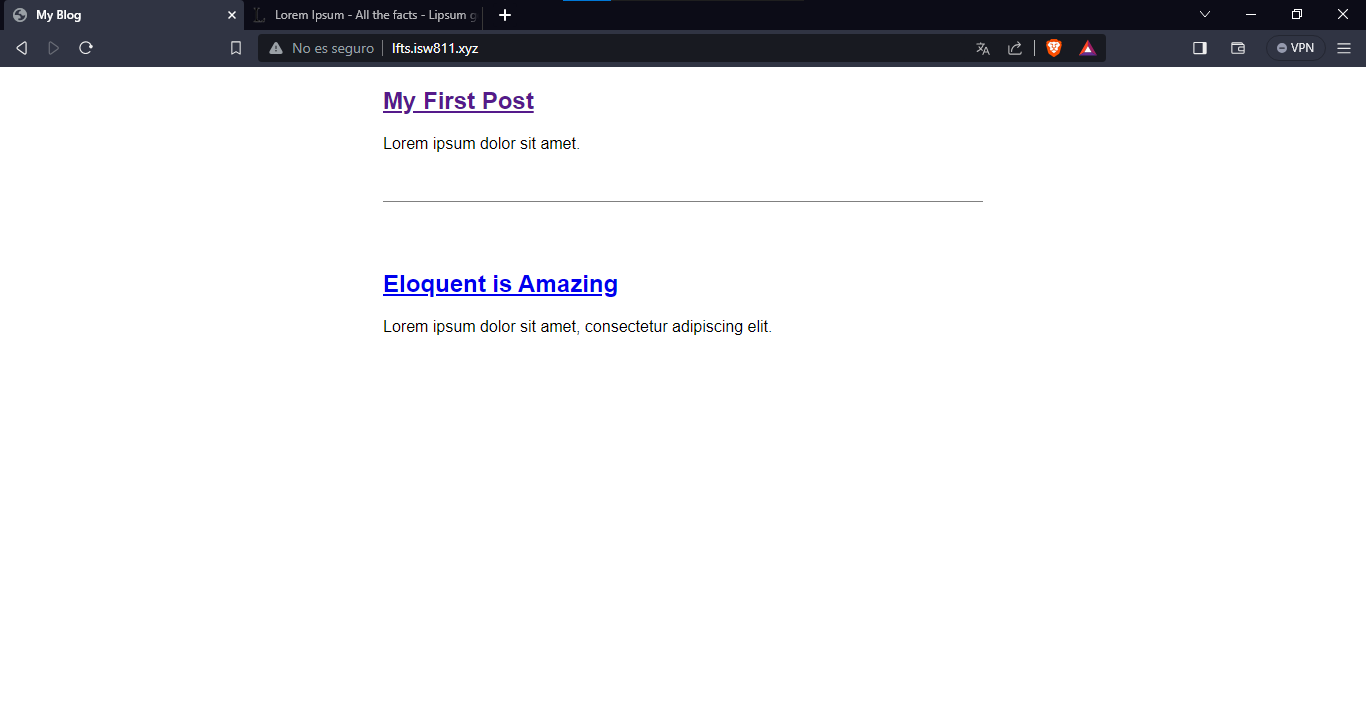 My Blog
Lorem Ipsum - All the facts - Lipsum g
No es seguro
lfts.isw811.xyz
VPN
My First Post
Lorem ipsum dolor sit amet.
Eloquent is Amazing
Lorem ipsum dolor sit amet, consectetur adipiscing elit.